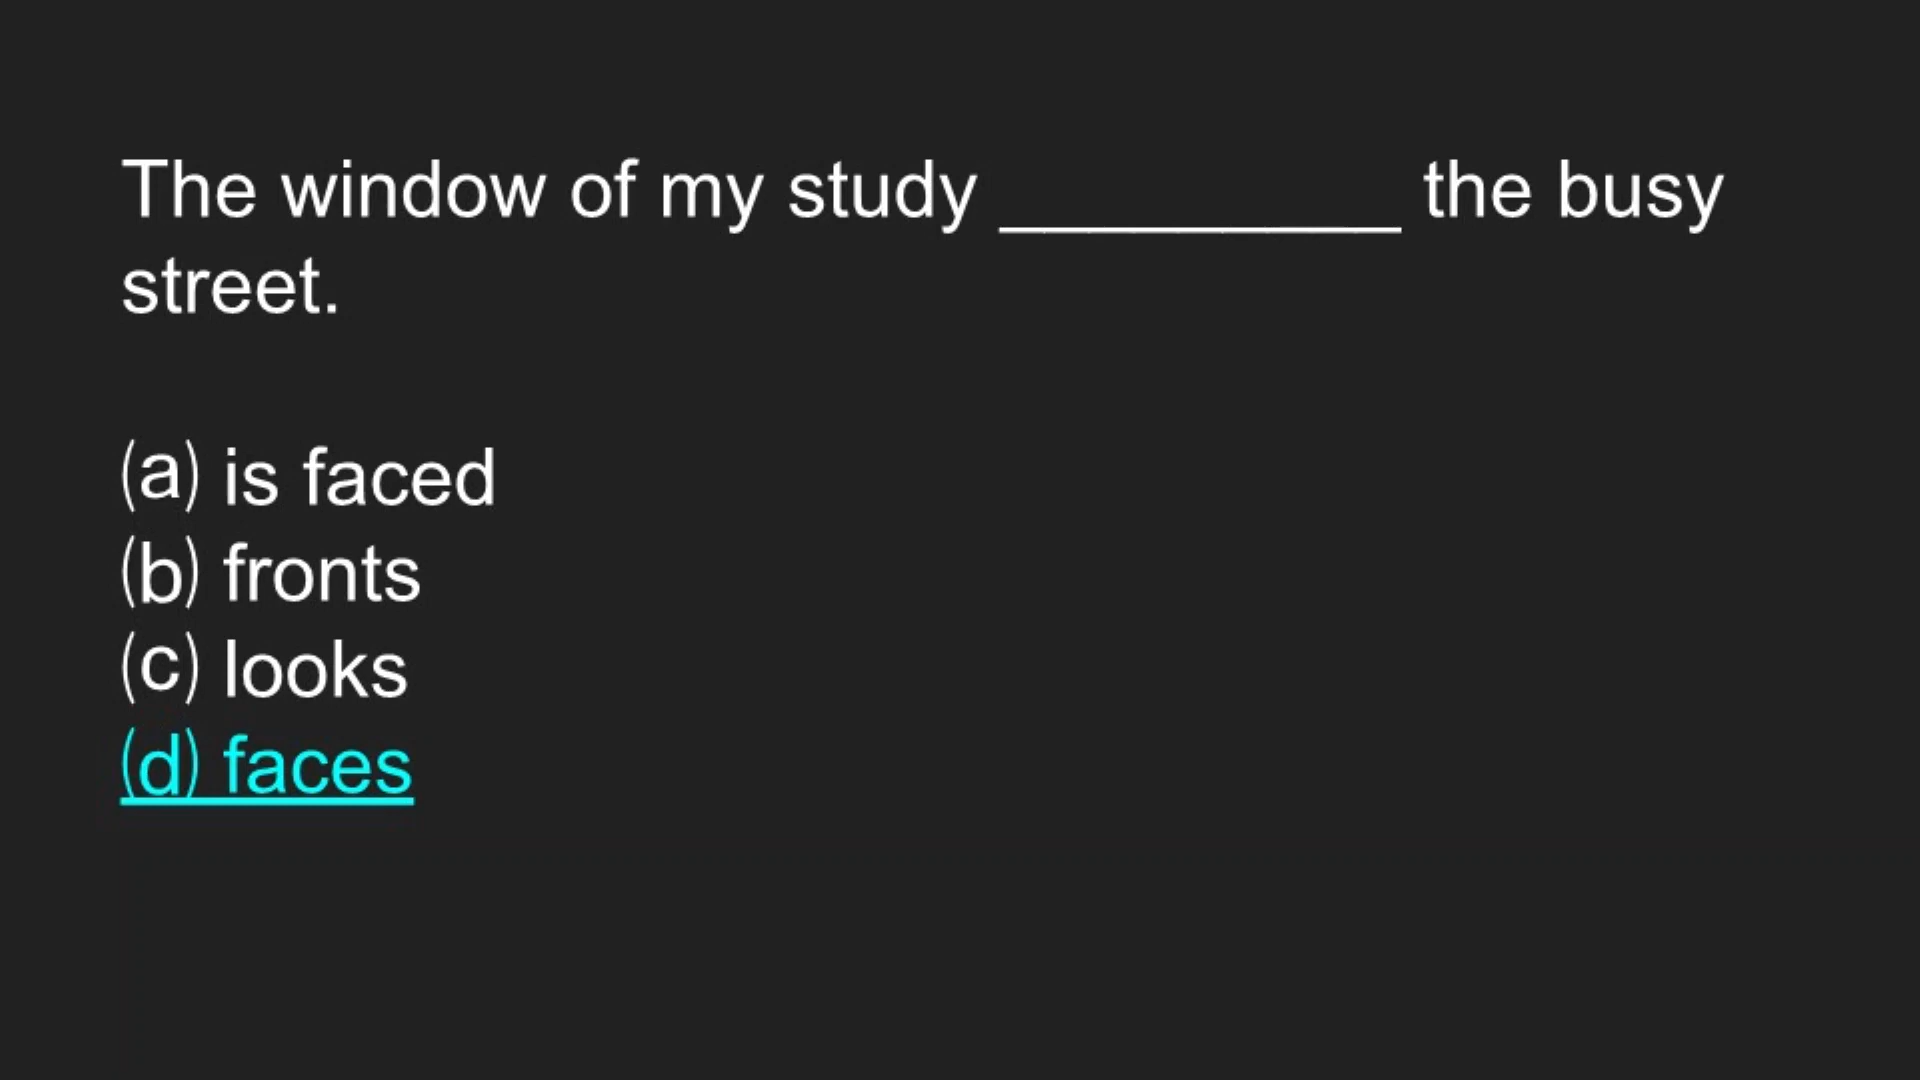 The window of my study __________ the busy
street.
(a) is faced
(b) fronts
(c) looks
(d) faces